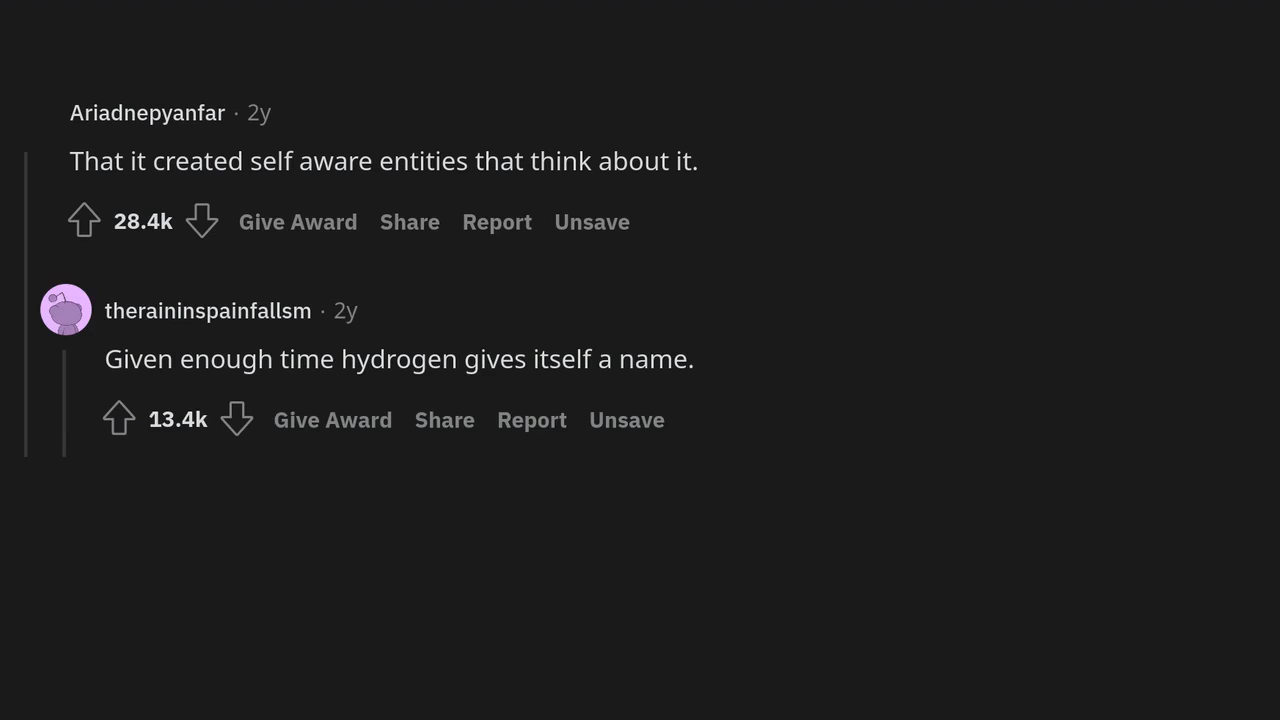 Ariadnepyanfar · 2y
That it created self aware entities that think about it.
28.4k Give Award Share Report Unsave
theraininspainfallsm · 2y
Given enough time hydrogen gives itself a name.
13.4k Give Award Share Report Unsave